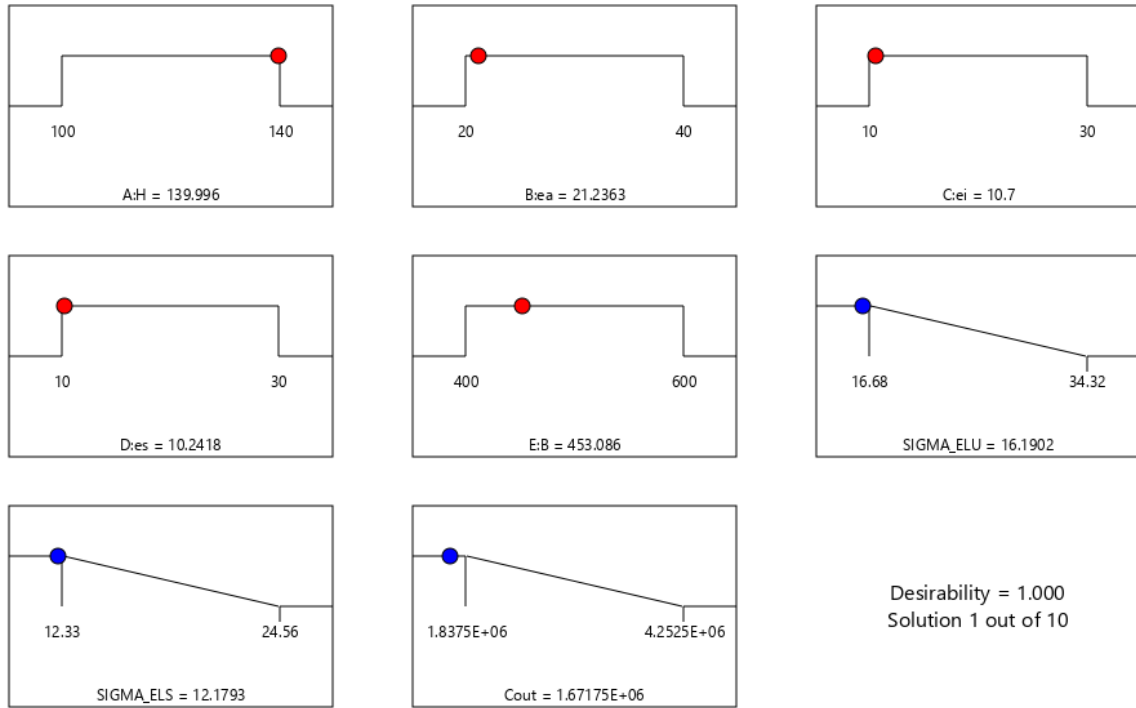 100 140
A:H = 139.996
20 40
B:ea = 21.2363
10 30
C:ei = 10.7
10 30
D:es = 10.2418
400 600
E:B = 453.086
16.68 34.32
SIGMA_ELU = 16.1902
12.33 24.56
SIGMA_ELS = 12.1793
1.8375E+06 4.2525E+06
Cout = 1.67175E+06
Desirability = 1.000
Solution 1 out of 10